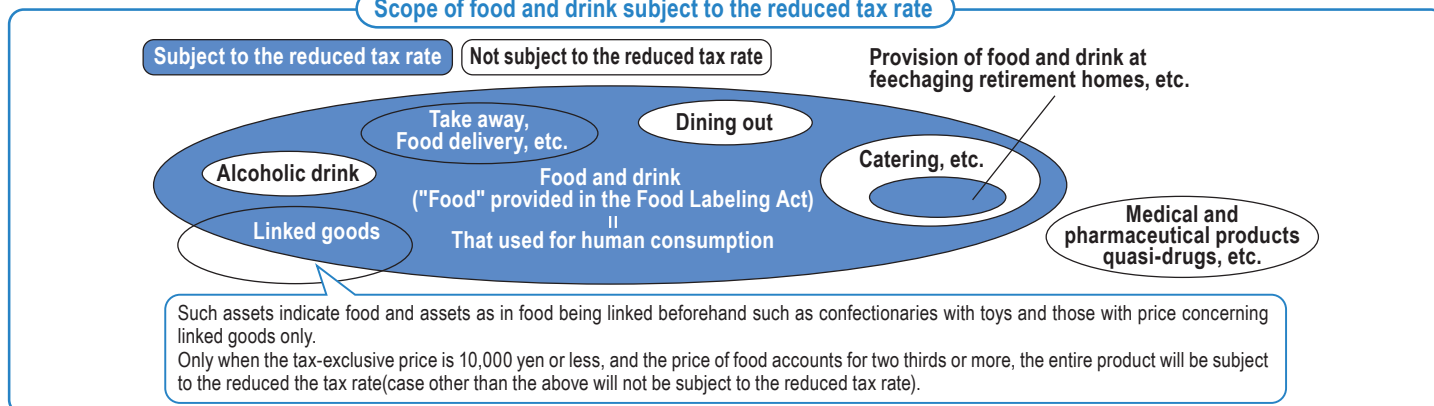 Scope of food and drink subject to the reduced tax rate
Subject to the reduced tax rate
Not subject to the reduced tax rate
Provision of food and drink at
feechaging retirement homes, etc.
Take away,
Food delivery, etc.
Dining out
Catering, etc.
Alcoholic drink
Food and drink
("Food" provided in the Food Labeling Act)
=
That used for human consumption
Linked goods
Medical and
pharmaceutical products
quasi-drugs, etc.
Such assets indicate food and assets as in food being linked beforehand such as confectionaries with toys and those with price concerning
linked goods only.
Only when the tax-exclusive price is 10,000 yen or less, and the price of food accounts for two thirds or more, the entire product will be subject
to the reduced the tax rate(case other than the above will not be subject to the reduced tax rate).